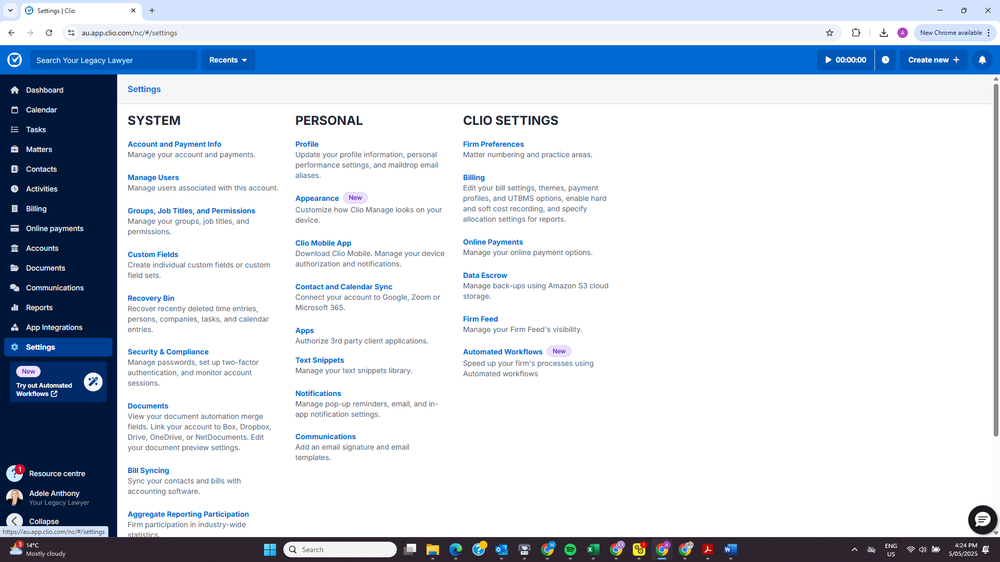 Settings | Clio
au.app.clio.com/nc/#/settings
A
New Chrome available
Search Your Legacy Lawyer
Recents
00:00:00
Create new +
Dashboard
Calendar
Tasks
Matters
Contacts
Activities
Billing
Online payments
Accounts
Documents
Communications
Reports
App Integrations
Settings
New
Try out Automated
Workflows
1
?
Resource centre
Adele Anthony
Your Legacy Lawyer
Collapse
https://au.app.clio.com/nc/#/settings
Settings
SYSTEM
Account and Payment Info
Manage your account and payments.
Manage Users
Manage users associated with this account.
Groups, Job Titles, and Permissions
Manage your groups, job titles, and
permissions.
Custom Fields
Create individual custom fields or custom
field sets.
Recovery Bin
Recover recently deleted time entries,
persons, companies, tasks, and calendar
entries.
Security & Compliance
Manage passwords, set up two-factor
authentication, and monitor account
sessions.
Documents
View your document automation merge
fields. Link your account to Box, Dropbox,
Drive, OneDrive, or NetDocuments. Edit
your document preview settings.
Bill Syncing
Sync your contacts and bills with
accounting software.
Aggregate Reporting Participation
Firm participation in industry-wide
statistics.
PERSONAL
Profile
Update your profile information, personal
performance settings, and maildrop email
aliases.
Appearance New
Customize how Clio Manage looks on your
device.
Clio Mobile App
Download Clio Mobile. Manage your device
authorization and notifications.
Contact and Calendar Sync
Connect your account to Google, Zoom or
Microsoft 365.
Apps
Authorize 3rd party client applications.
Text Snippets
Manage your text snippets library.
Notifications
Manage pop-up reminders, email, and in-
app notification settings.
Communications
Add an email signature and email
templates.
CLIO SETTINGS
Firm Preferences
Matter numbering and practice areas.
Billing
Edit your bill settings, themes, payment
profiles, and UTBMS options, enable hard
and soft cost recording, and specify
allocation settings for reports.
Online Payments
Manage your online payment options.
Data Escrow
Manage back-ups using Amazon S3 cloud
storage.
Firm Feed
Manage your Firm Feed's visibility.
Automated Workflows New
Speed up your firm's processes using
Automated workflows
3
14°C
Mostly cloudy
Search
M
A
ENG
US
4:24 PM
5/05/2025